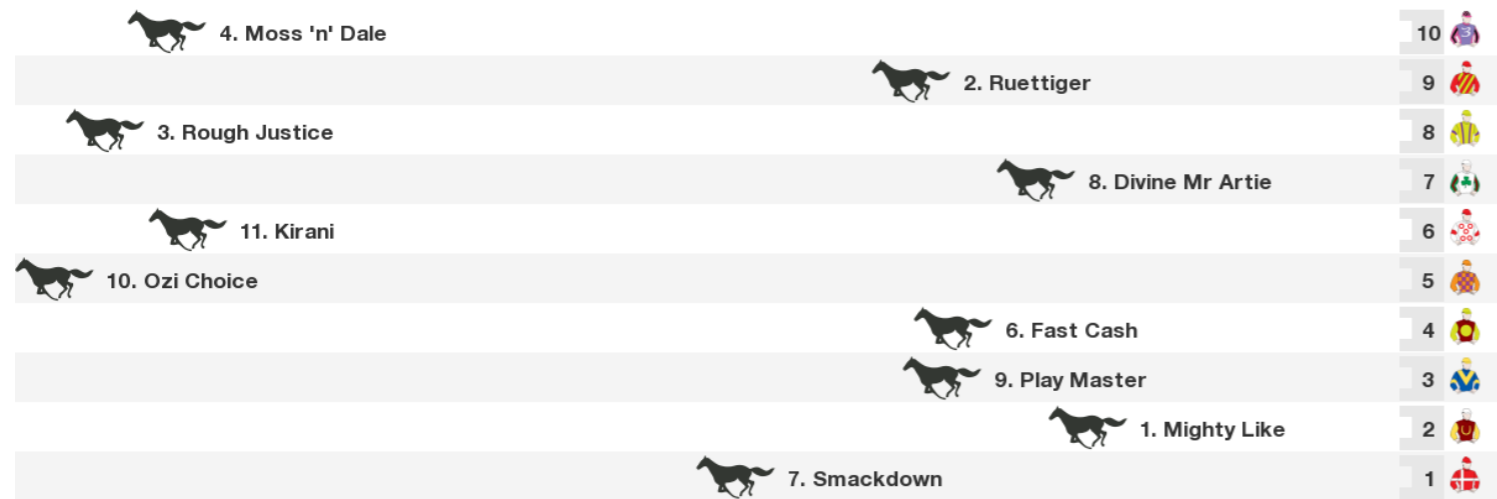 4. Moss 'n' Dale 10
2. Ruettiger 9
3. Rough Justice 8
8. Divine Mr Artie 7
11. Kirani 6
10. Ozi Choice 5
6. Fast Cash 4
9. Play Master 3
1. Mighty Like 2
7. Smackdown 1